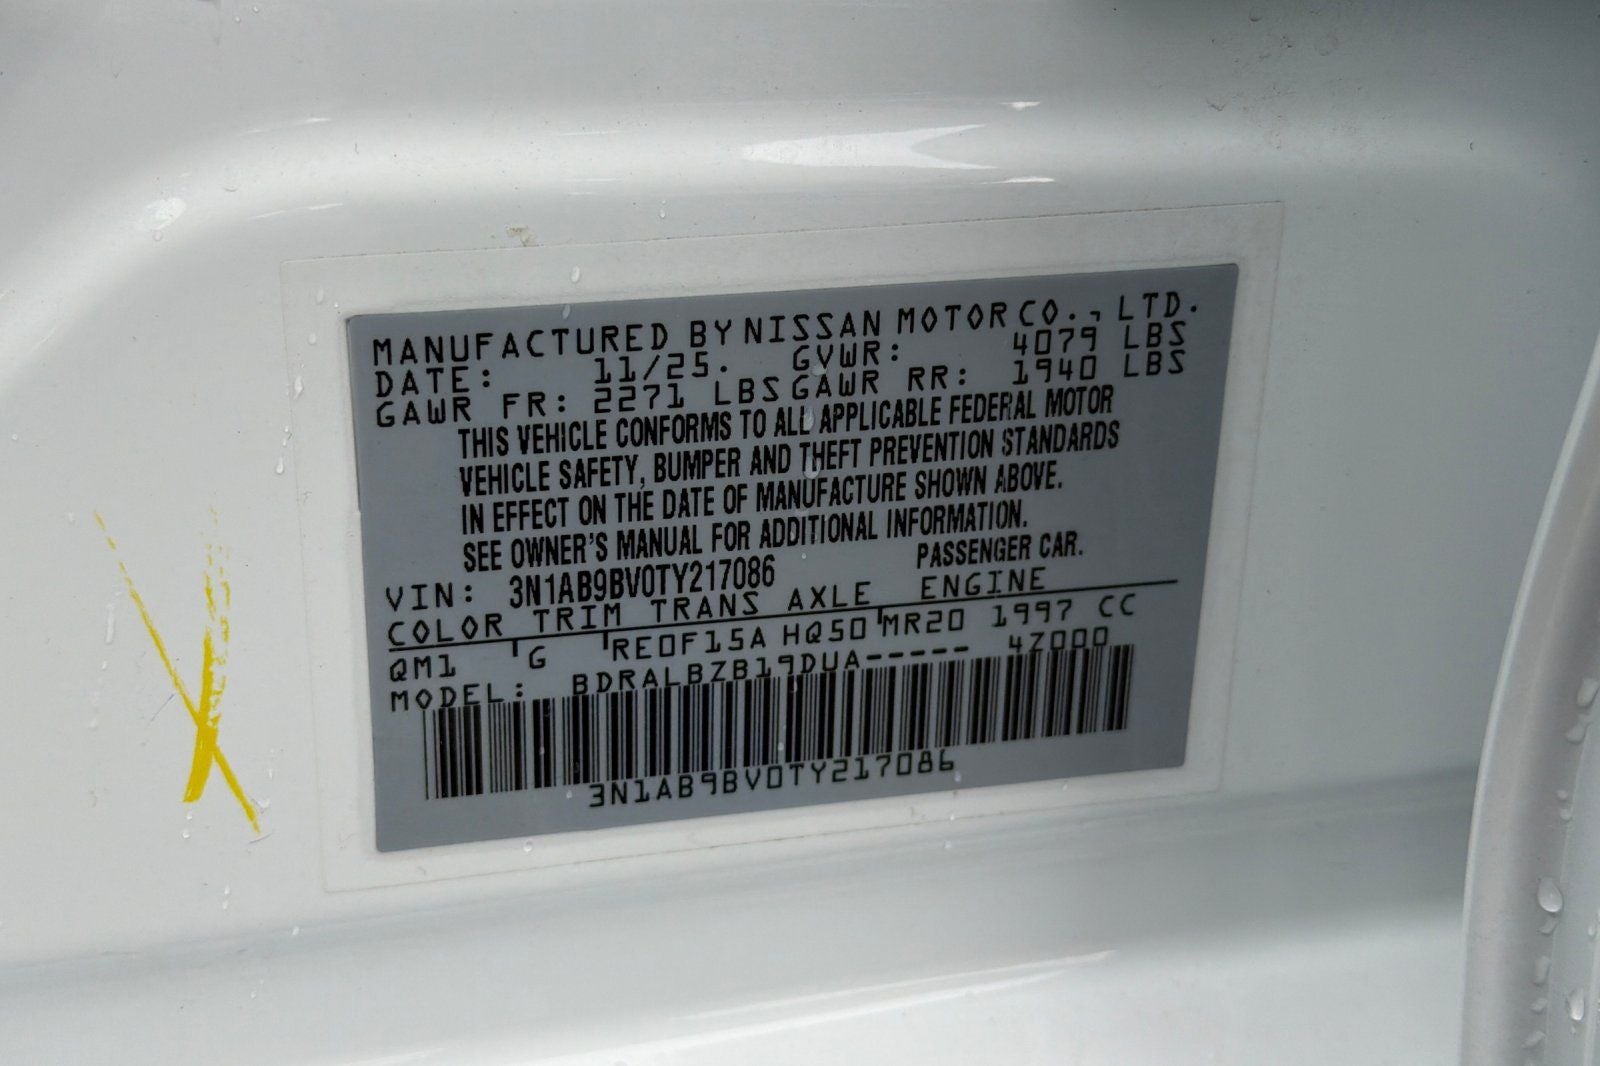 MANUFACTURED BY NISSAN MOTOR CO., LTD.
DATE: 11/25. GVWR: 4079 LBS
GAWR FR: 2271 LBS GAWR RR: 1940 LBS
THIS VEHICLE CONFORMS TO ALL APPLICABLE FEDERAL MOTOR
VEHICLE SAFETY, BUMPER AND THEFT PREVENTION STANDARDS
IN EFFECT ON THE DATE OF MANUFACTURE SHOWN ABOVE.
SEE OWNER'S MANUAL FOR ADDITIONAL INFORMATION.
PASSENGER CAR.
VIN: 3N1AB9BV0TY217086
COLOR TRIM TRANS AXLE ENGINE
QM1 G RE0F15A HQ50 MR20 1997 CC
MODEL: BDRALBZB19DUA----- 4Z000
3N1AB9BV0TY217086